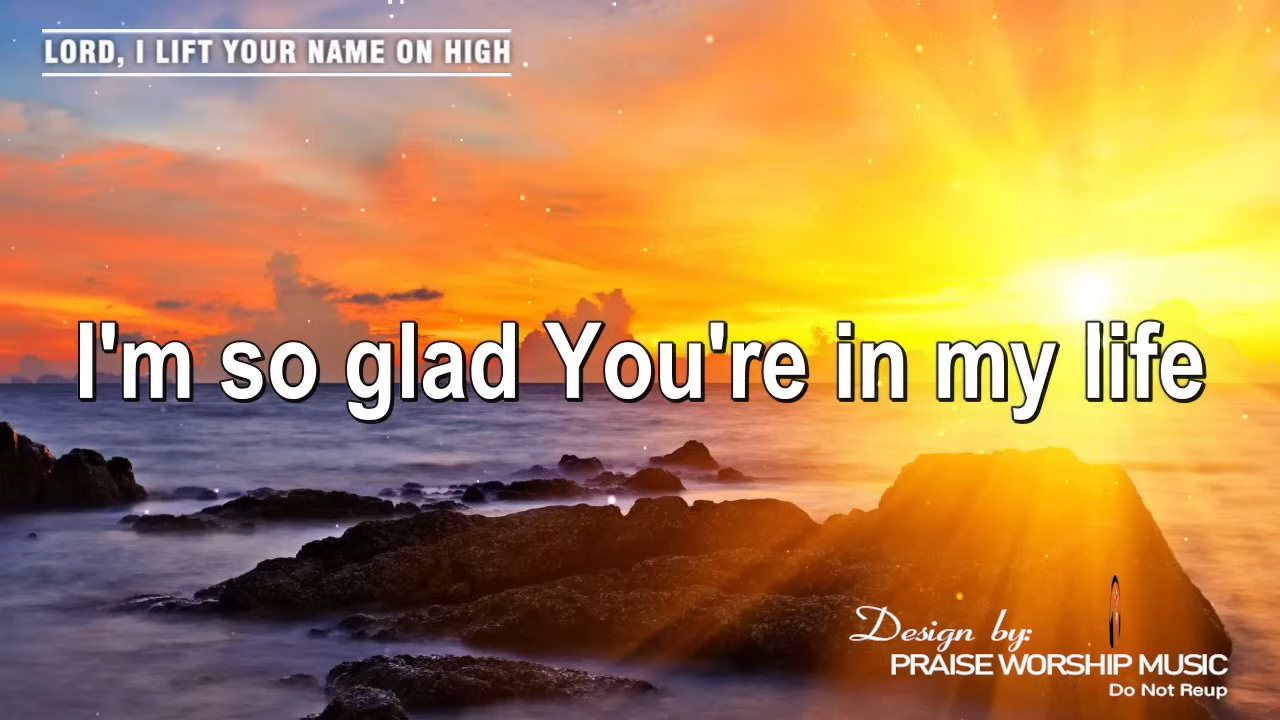 LORD, I LIFT YOUR NAME ON HIGH
I'm so glad You're in my life
Design by:
PRAISE WORSHIP MUSIC
Do Not Reup